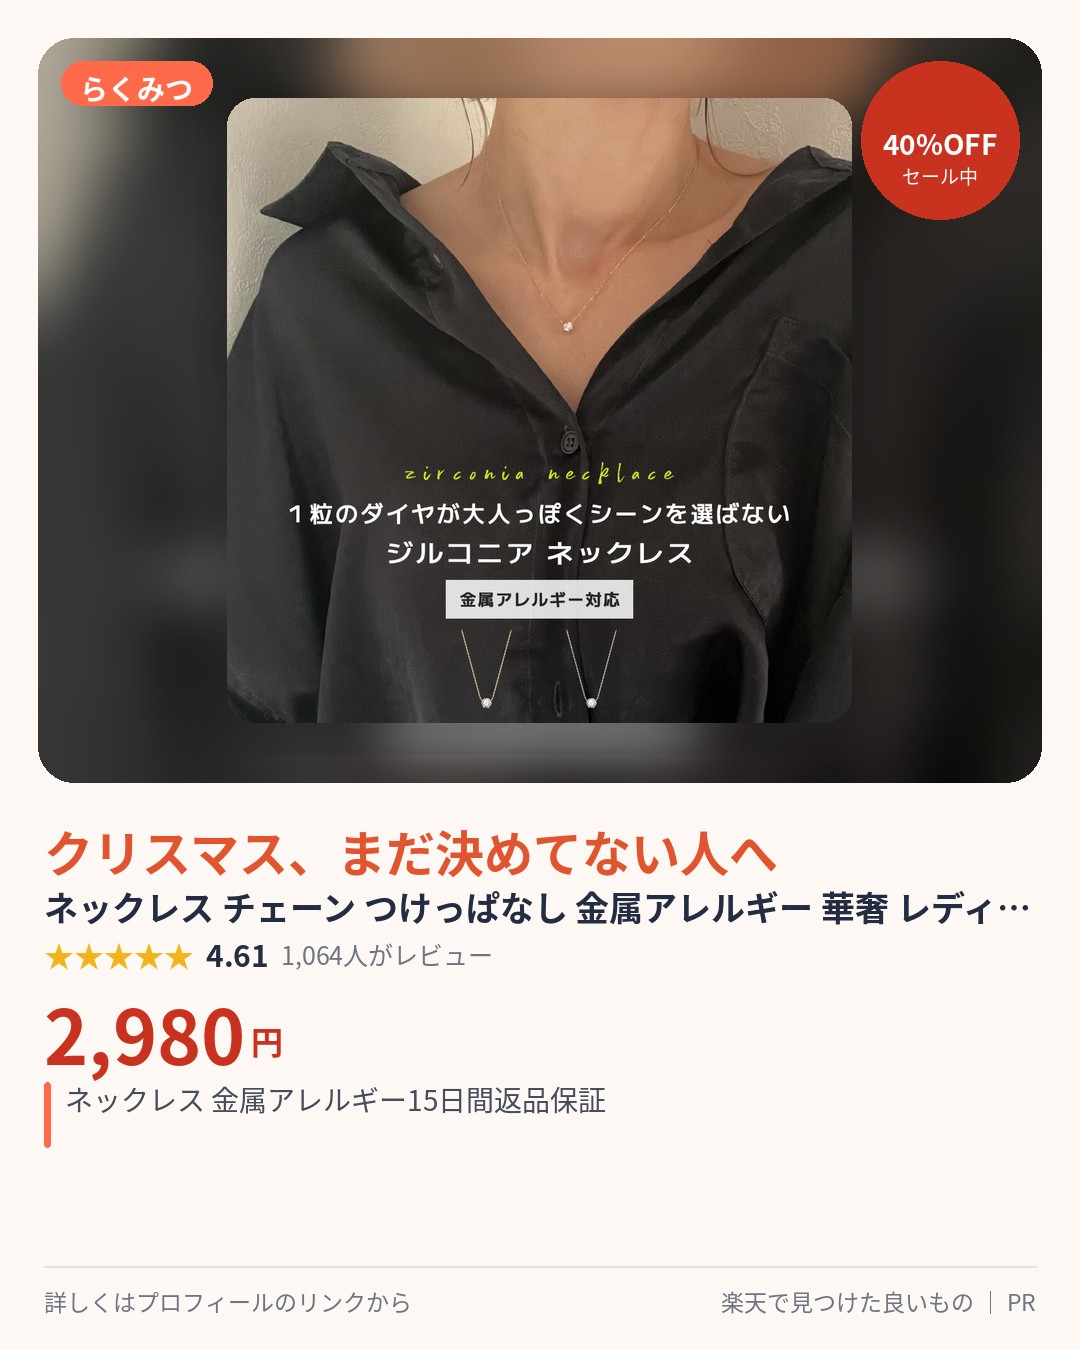 らくみつ
40%OFF
セール中
zirconia necklace
1粒のダイヤが大人っぽくシーンを選ばない
ジルコニア ネックレス
金属アレルギー対応
クリスマス、まだ決めてない人へ
ネックレス チェーン つけっぱなし 金属アレルギー 華奢 レディ…
★★★★★ 4.61 1,064人がレビュー
2,980円
ネックレス 金属アレルギー15日間返品保証
詳しくはプロフィールのリンクから
楽天で見つけた良いもの | PR